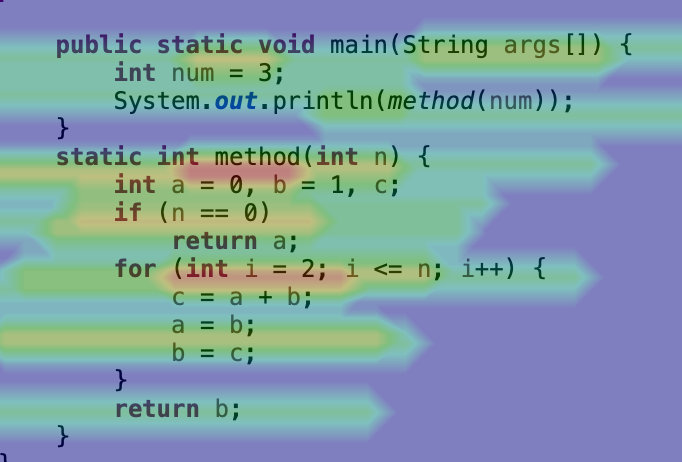 public static void main(String args[]) {
int num = 3;
System.out.println(method(num));
}
static int method(int n) {
int a = 0, b = 1, c;
if (n == 0)
return a;
for (int i = 2; i <= n; i++) {
c = a + b;
a = b;
b = c;
}
return b;
}
}